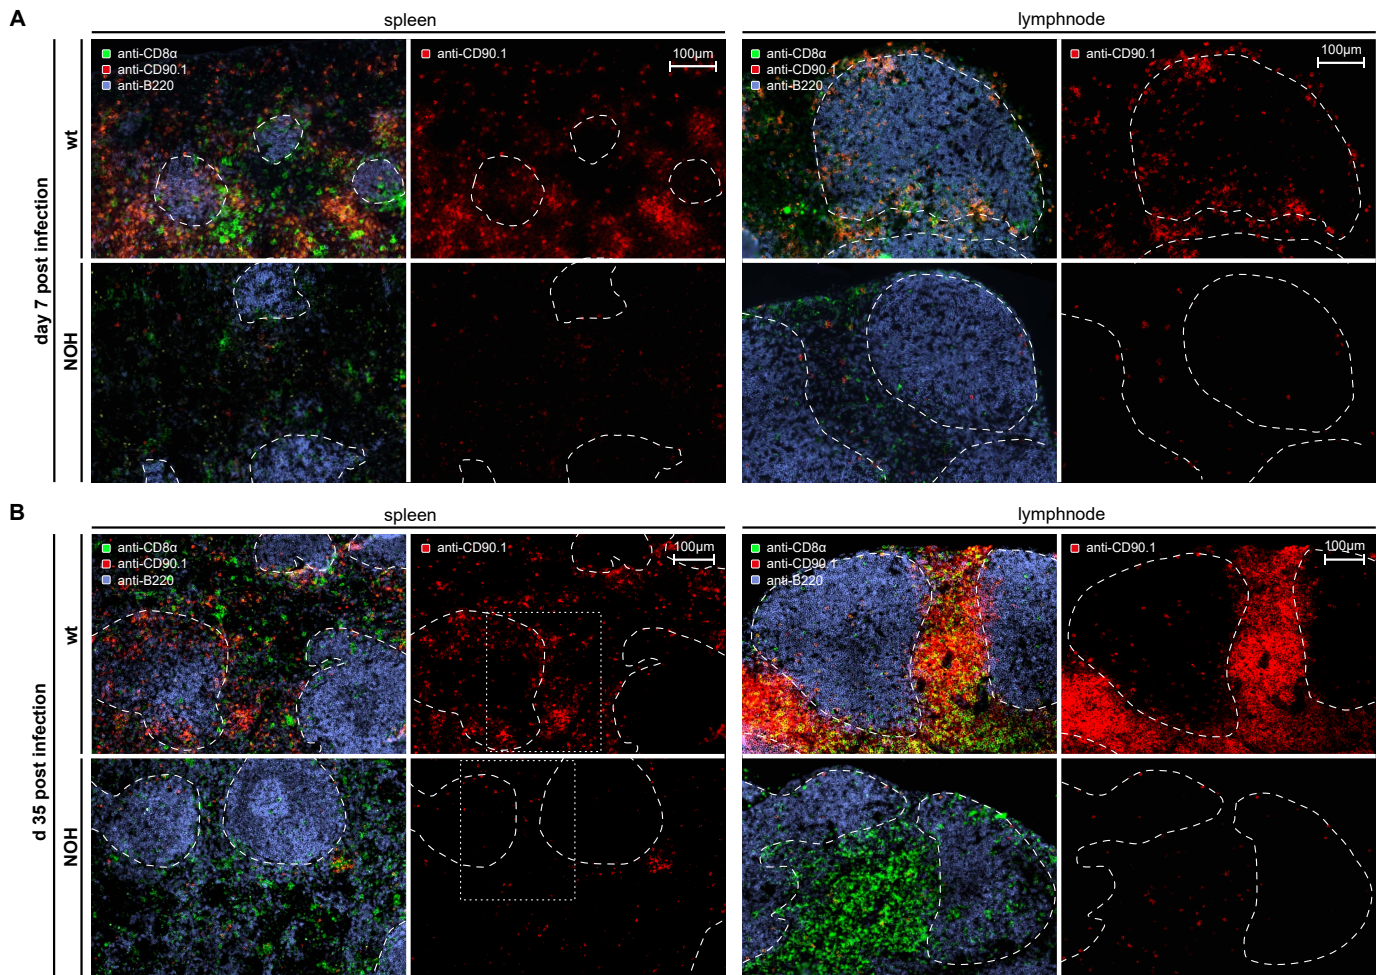 A
spleen
lymphnode
day 7 post infection
wt
anti-CD8α
anti-CD90.1
anti-B220
anti-CD90.1
100µm
anti-CD8α
anti-CD90.1
anti-B220
anti-CD90.1
100µm
NOH
B
spleen
lymphnode
d 35 post infection
wt
anti-CD8α
anti-CD90.1
anti-B220
anti-CD90.1
100µm
anti-CD8α
anti-CD90.1
anti-B220
anti-CD90.1
100µm
NOH